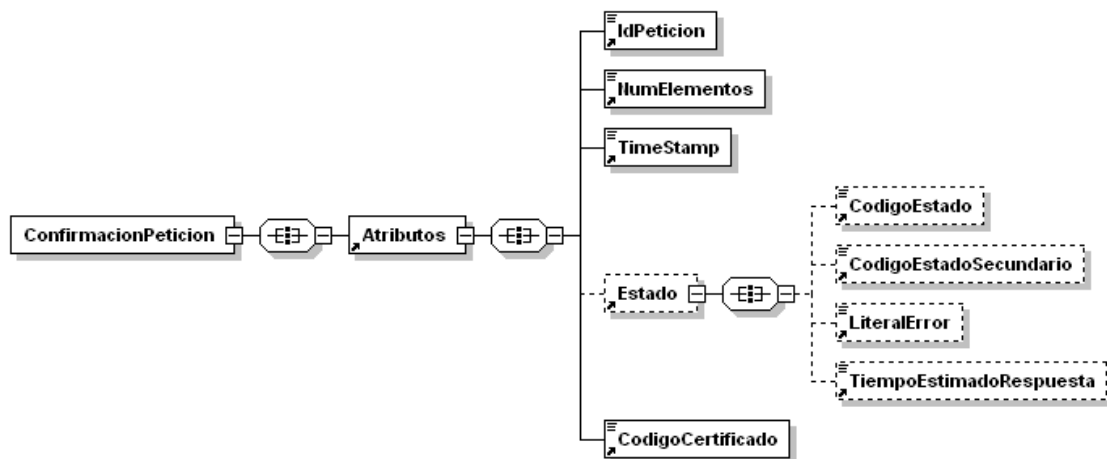 IdPeticion
NumElementos
TimeStamp
ConfirmacionPeticion
Atributos
Estado
CodigoEstado
CodigoEstadoSecundario
LiteralError
TiempoEstimadoRespuesta
CodigoCertificado